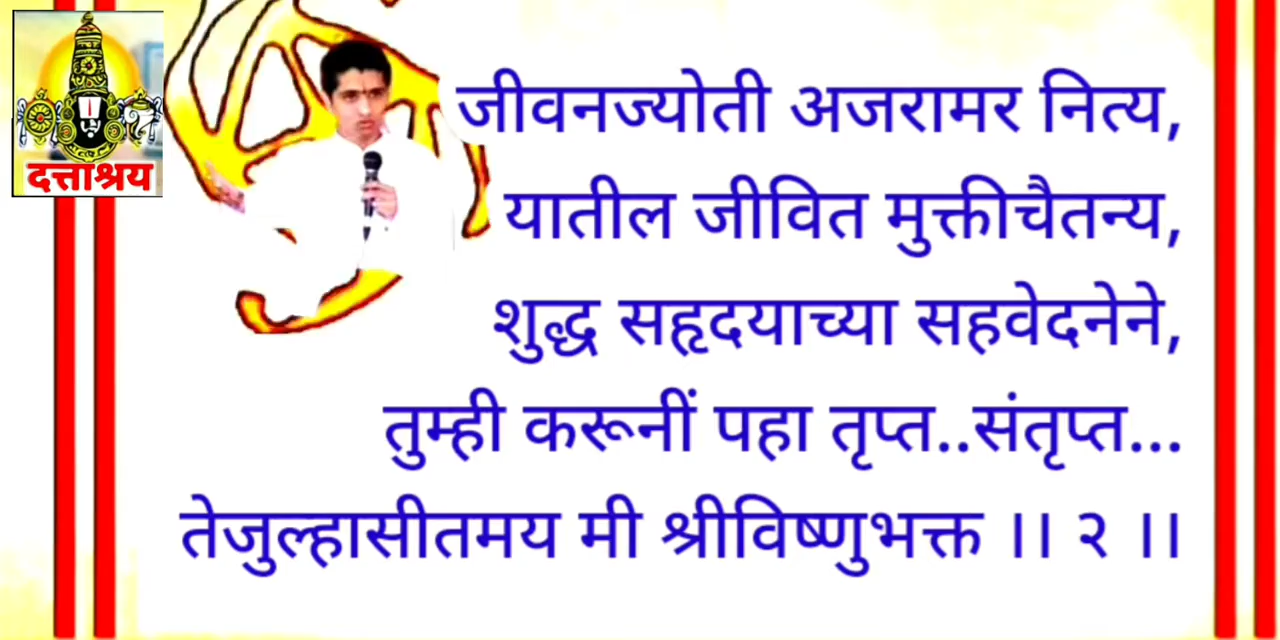 दत्ताश्रय
जीवनज्योती अजरामर नित्य,
यातील जीवित मुक्तीचैतन्य,
शुद्ध सहृदयाच्या सहवेदनेने,
तुम्ही करूनीं पहा तृप्त..संतृप्त...
तेजुल्हासीतमय मी श्रीविष्णुभक्त ।। २ ।।